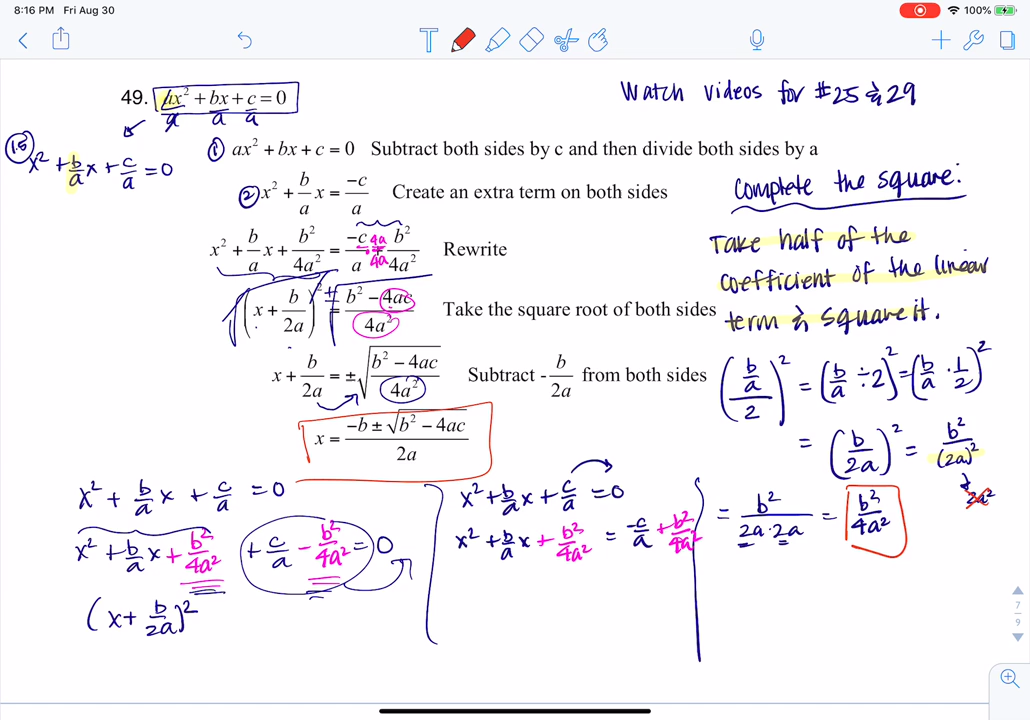 8:16 PM Fri Aug 30
100%
49. ax² + bx + c = 0
a a a
Watch videos for #25 & 29
1.5 x² + b/a x + c/a = 0
① ax² + bx + c = 0 Subtract both sides by c and then divide both sides by a
② x² + b/a x = -c/a Create an extra term on both sides
x² + b/a x + b²/4a² = -c/a · 4a/4a + b²/4a² Rewrite
(x + b/2a)² = ± b² - 4ac/4a² Take the square root of both sides
x + b/2a = ±√(b² - 4ac/4a²) Subtract - b/2a from both sides
x = -b ± √(b² - 4ac)/2a
Complete the square:
Take half of the
coefficient of the linear
term & square it.
((b/a)/2)² = (b/a ÷ 2)² = (b/a · 1/2)²
= (b/2a)² = b²/(2a)²
2a²
= b²/2a·2a = b²/4a²
x² + b/a x + c/a = 0
x² + b/a x + b²/4a² + c/a - b²/4a² = 0
(x + b/2a)²
x² + b/a x + c/a = 0
x² + b/a x + b²/4a² = -c/a + b²/4a²
7
9